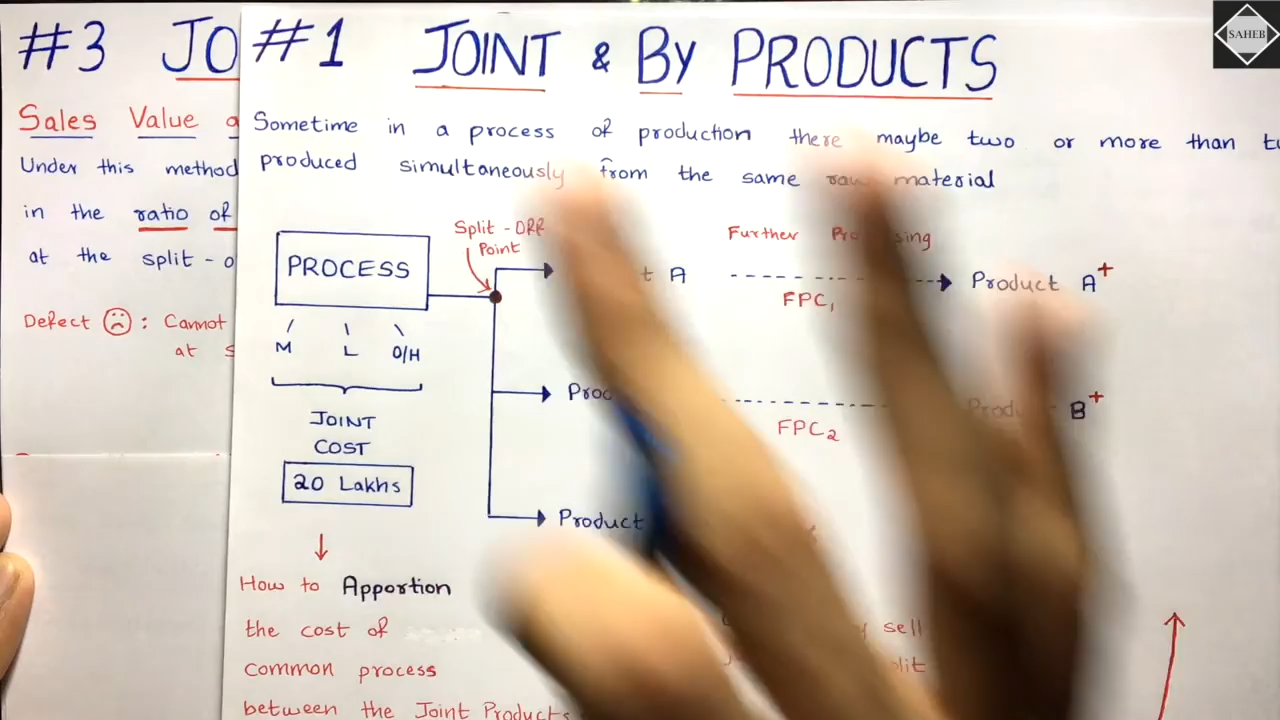 #3 JO
Sales Value
Under this method
in the ratio of
at the split - o
Defect : Cannot
at S
#1 JOINT & By PRODUCTS
Sometime in a process of production there maybe two or more than
produced simultaneously from the same raw material
PROCESS
M L O/H
JOINT
COST
20 Lakhs
How to Apportion
the cost of
common process
between the Joint Products
Split - OFF
Point
A
Further
FPC1
Product A+
FPC2
B+
Product
sell
SAHEB